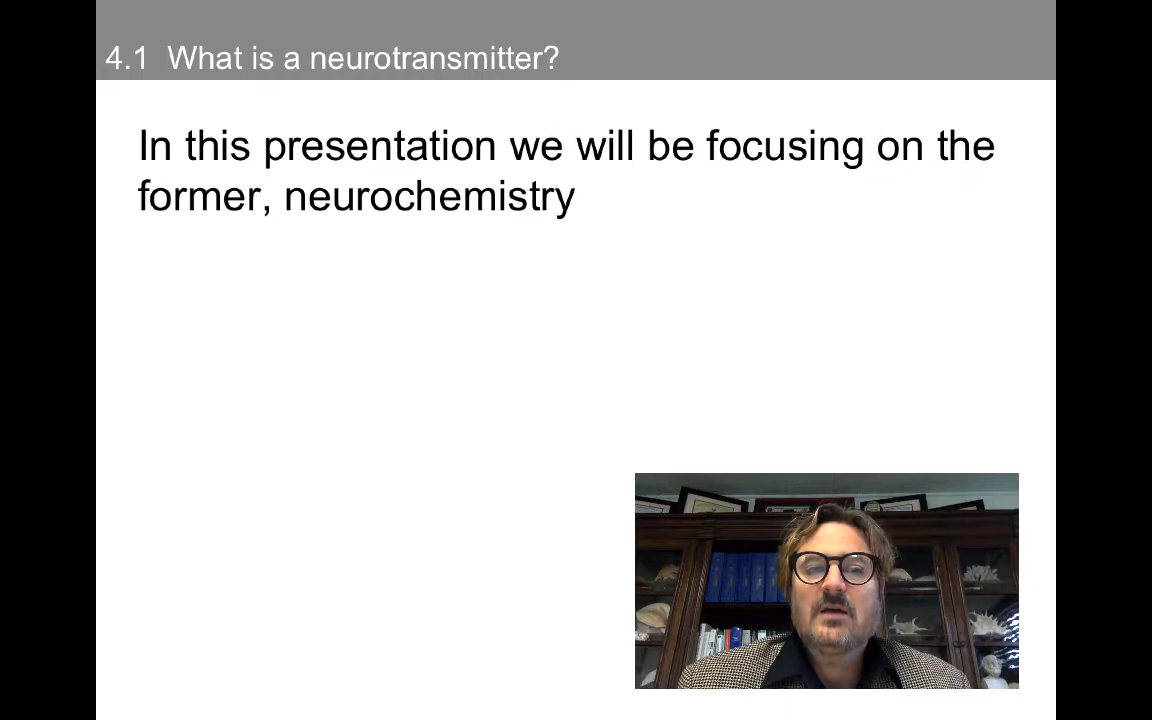 4.1 What is a neurotransmitter?
In this presentation we will be focusing on the
former, neurochemistry